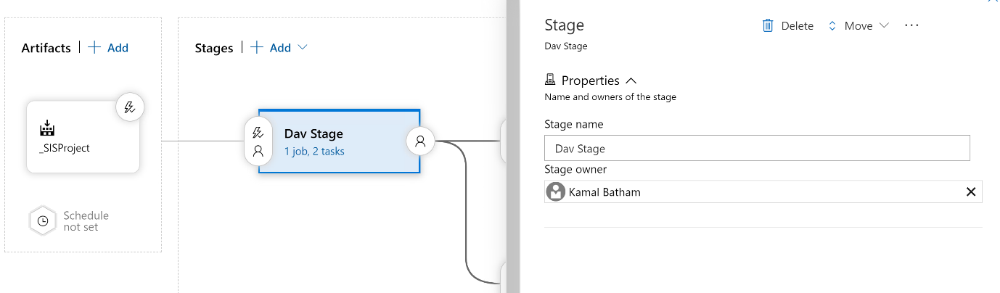 Artifacts
Add
_SISProject
Schedule
not set
Stages
Add
Dav Stage
1 job, 2 tasks
Stage
Delete
Move
Dav Stage
Properties
Name and owners of the stage
Stage name
Dav Stage
Stage owner
Kamal Batham